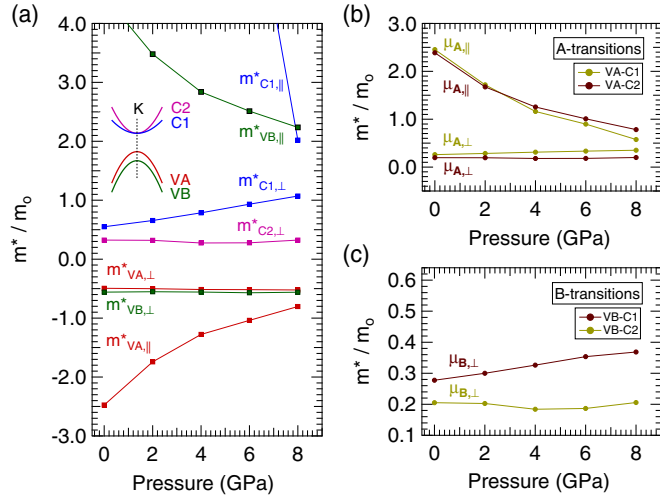 (a)
4.0
3.0
2.0
1.0
0.0
-1.0
-2.0
-3.0
m* / mo
0 2 4 6 8
Pressure (GPa)
K
C2
C1
VA
VB
m*C1,∥
m*VB,∥
m*C1,⊥
m*C2,⊥
m*VA,⊥
m*VB,⊥
m*VA,∥
(b)
3.0
2.0
1.0
0.0
m* / mo
0 2 4 6 8
Pressure (GPa)
μA,∥
μA,∥
μA,⊥
μA,⊥
A-transitions
VA-C1
VA-C2
(c)
0.6
0.5
0.4
0.3
0.2
0.1
m* / mo
0 2 4 6 8
Pressure (GPa)
B-transitions
VB-C1
VB-C2
μB,⊥
μB,⊥